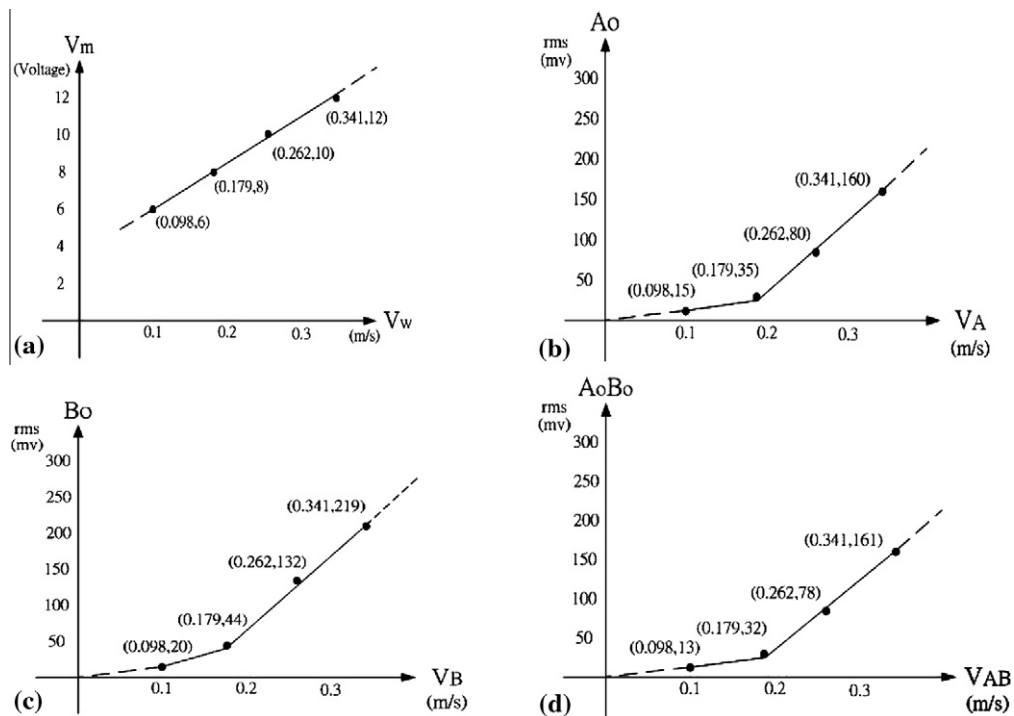 Vm
(Voltage)
12
10
8
6
4
2
(0.341,12)
(0.262,10)
(0.179,8)
(0.098,6)
0.1 0.2 0.3
Vw
(m/s)
(a)
Ao
rms
(mv)
300
250
200
150
100
50
(0.341,160)
(0.262,80)
(0.179,35)
(0.098,15)
0.1 0.2 0.3
VA
(m/s)
(b)
Bo
rms
(mv)
300
250
200
150
100
50
(0.341,219)
(0.262,132)
(0.179,44)
(0.098,20)
0.1 0.2 0.3
VB
(m/s)
(c)
AoBo
rms
(mv)
300
250
200
150
100
50
(0.341,161)
(0.262,78)
(0.179,32)
(0.098,13)
0.1 0.2 0.3
VAB
(m/s)
(d)